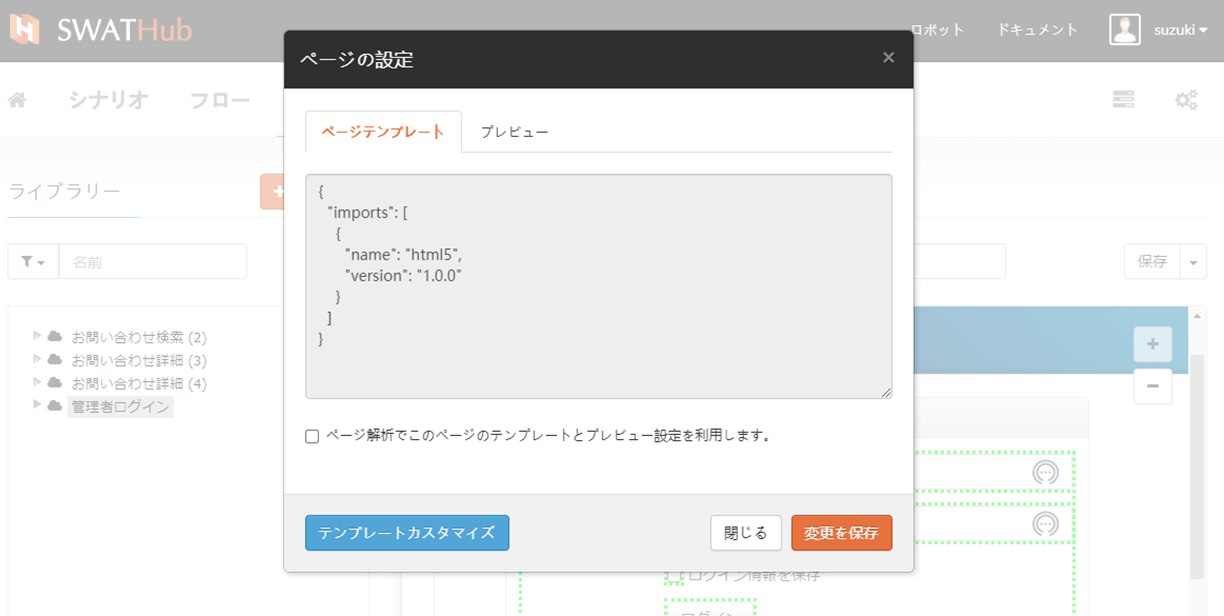 SWATHub
ロボット
ドキュメント
suzuki
シナリオ
フロー
ライブラリー
名前
保存
お問い合わせ検索 (2)
お問い合わせ詳細 (3)
お問い合わせ詳細 (4)
管理者ログイン
ページの設定
×
ページテンプレート
プレビュー
{
"imports": [
{
"name": "html5",
"version": "1.0.0"
}
]
}
ページ解析でこのページのテンプレートとプレビュー設定を利用します。
テンプレートカスタマイズ
閉じる
変更を保存
ログイン情報を保存
ログイン